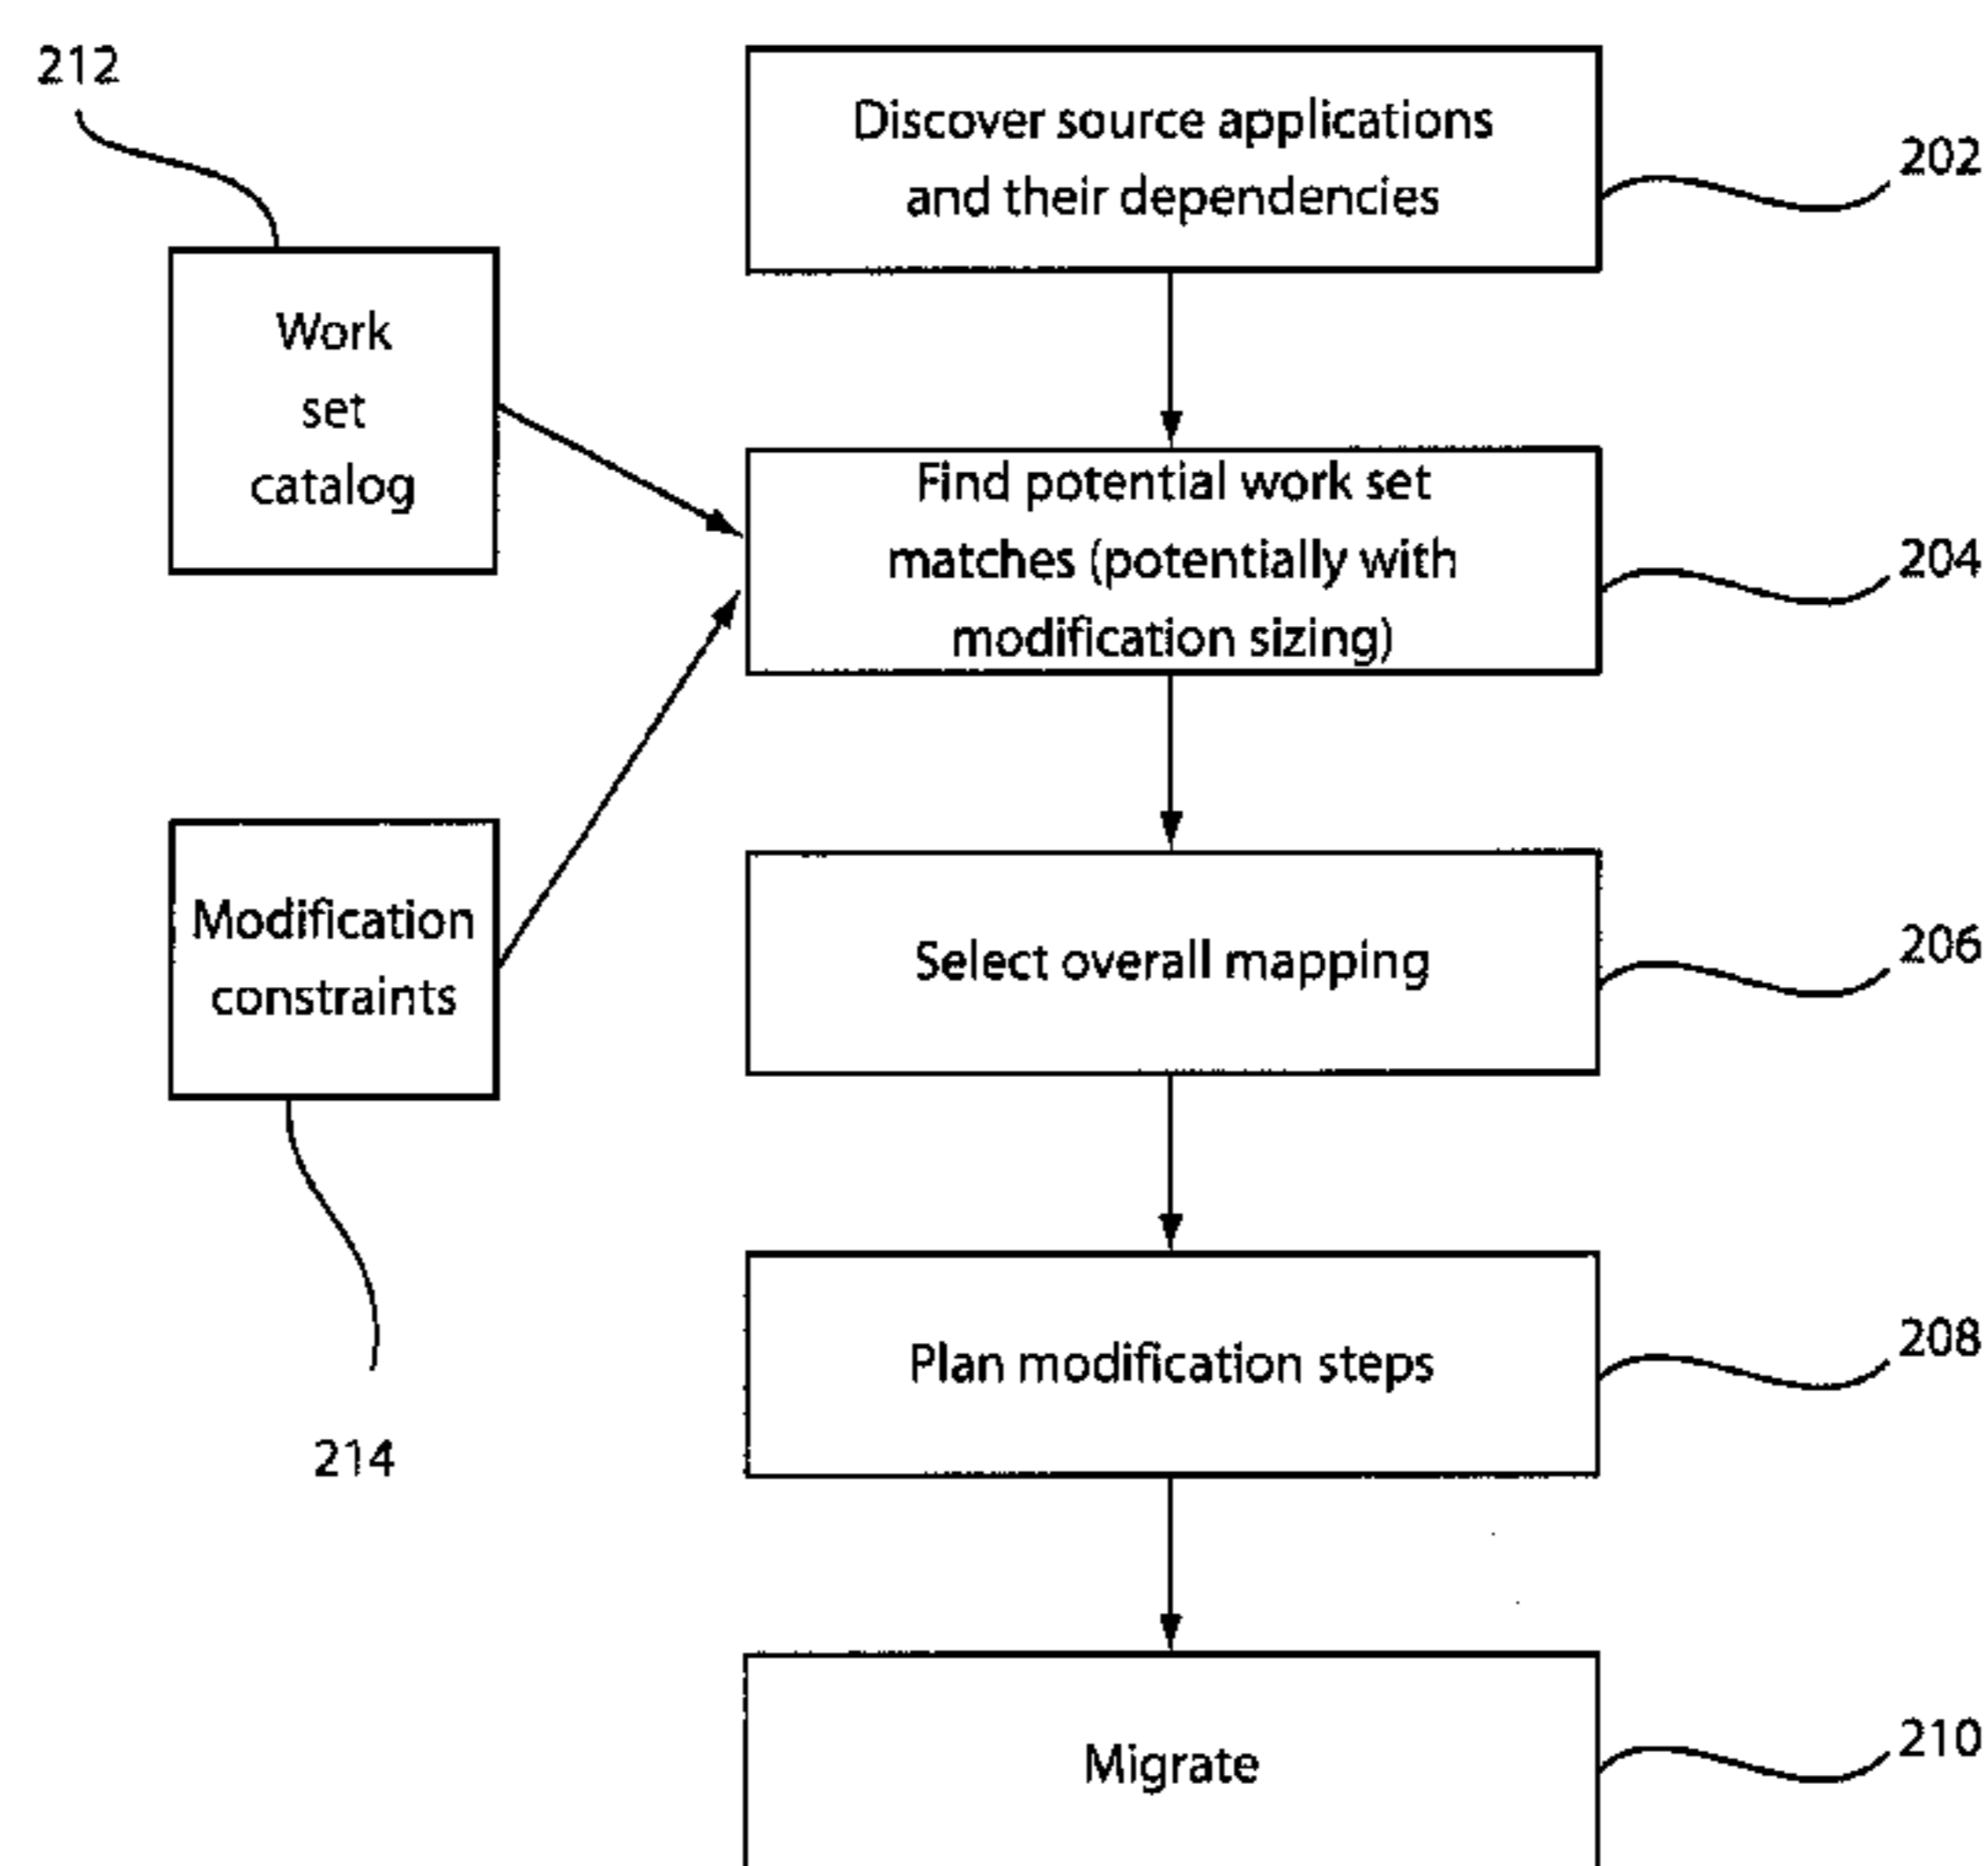 212
Discover source applications
and their dependencies
202
Work
set
catalog
Find potential work set
matches (potentially with
modification sizing)
204
Modification
constraints
Select overall mapping
206
214
Plan modification steps
208
Migrate
210